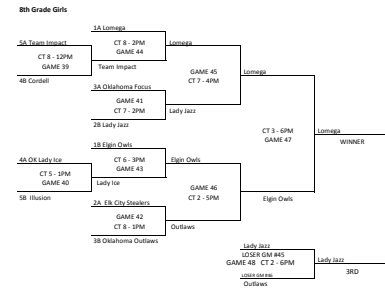 8th Grade Girls
1A Lomega
5A Team Impact
CT 8 - 2PM
Lomega
GAME 44
CT 8 - 12PM
GAME 39
Team Impact
4B Cordell
GAME 45
Lomega
CT 7 - 4PM
3A Oklahoma Focus
GAME 41
CT 7 - 2PM
Lady Jazz
2B Lady Jazz
CT 3 - 6PM
Lomega
GAME 47
WINNER
1B Elgin Owls
4A OK Lady Ice
CT 6 - 3PM
Elgin Owls
GAME 43
CT 5 - 1PM
GAME 40
Lady Ice
5B Illusion
GAME 46
CT 2 - 5PM
Elgin Owls
2A Elk City Stealers
GAME 42
CT 8 - 1PM
Outlaws
3B Oklahoma Outlaws
Lady Jazz
LOSER GM #45
GAME 48 CT 2 - 6PM
Lady Jazz
3RD
LOSER GM #46
Outlaws